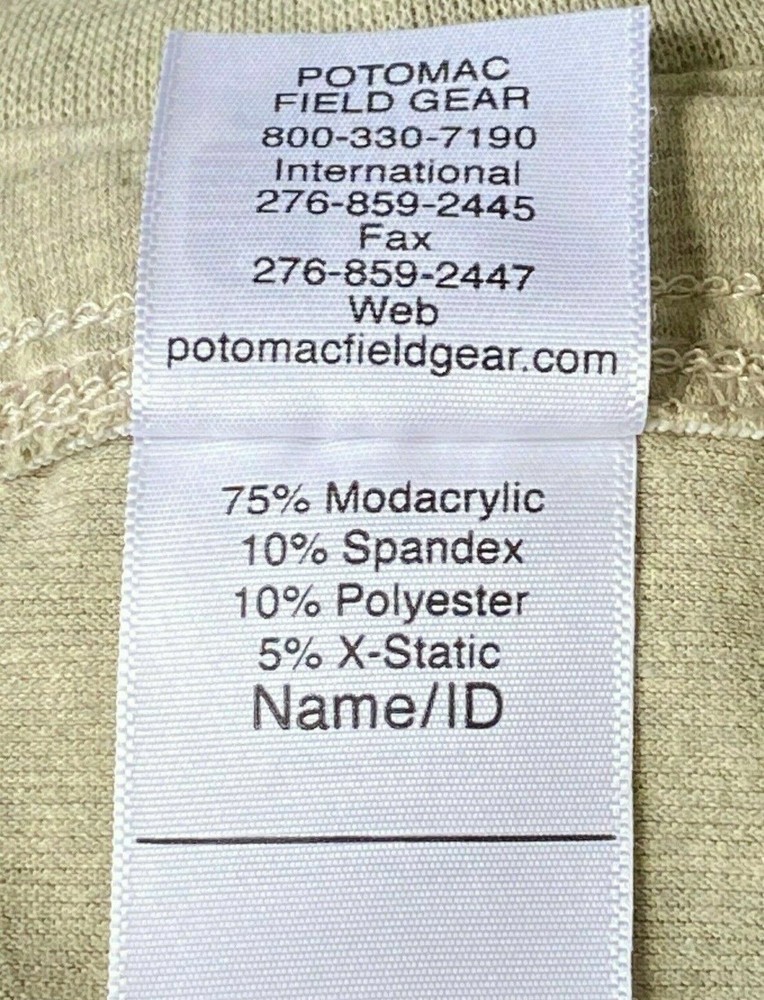 POTOMAC
FIELD GEAR
800-330-7190
International
276-859-2445
Fax
276-859-2447
Web
potomacfieldgear.com
75% Modacrylic
10% Spandex
10% Polyester
5% X-Static
Name/ID